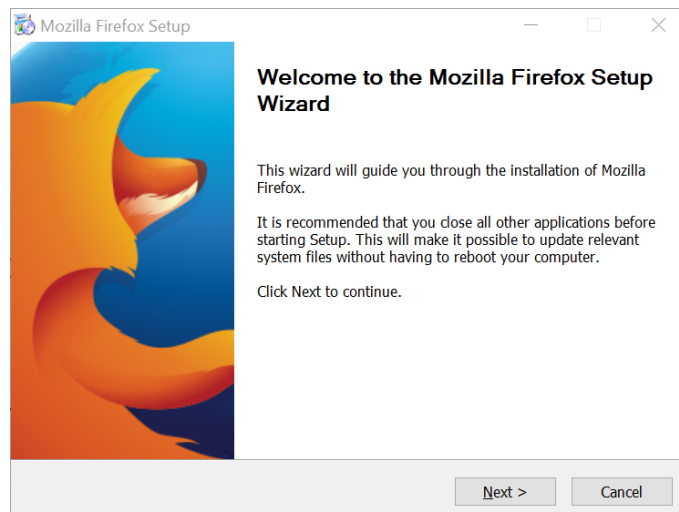 Mozilla Firefox Setup
Welcome to the Mozilla Firefox Setup
Wizard
This wizard will guide you through the installation of Mozilla
Firefox.
It is recommended that you close all other applications before
starting Setup. This will make it possible to update relevant
system files without having to reboot your computer.
Click Next to continue.
Next >
Cancel